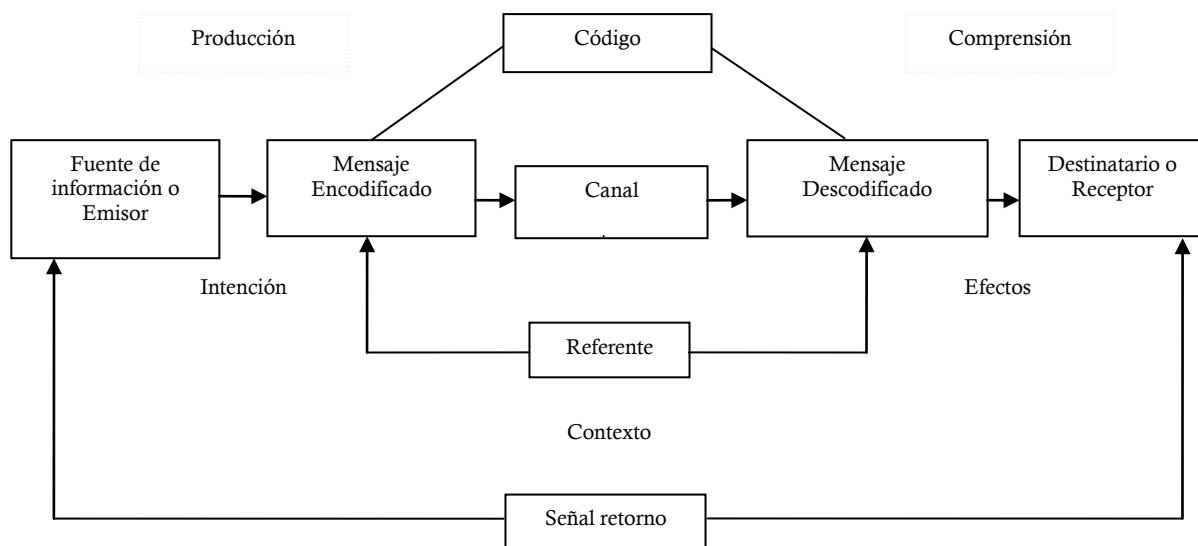 Producción
Código
Comprensión
Fuente de
información o
Emisor
Mensaje
Encodificado
Canal
Mensaje
Descodificado
Destinatario o
Receptor
Intención
Efectos
Referente
Contexto
Señal retorno